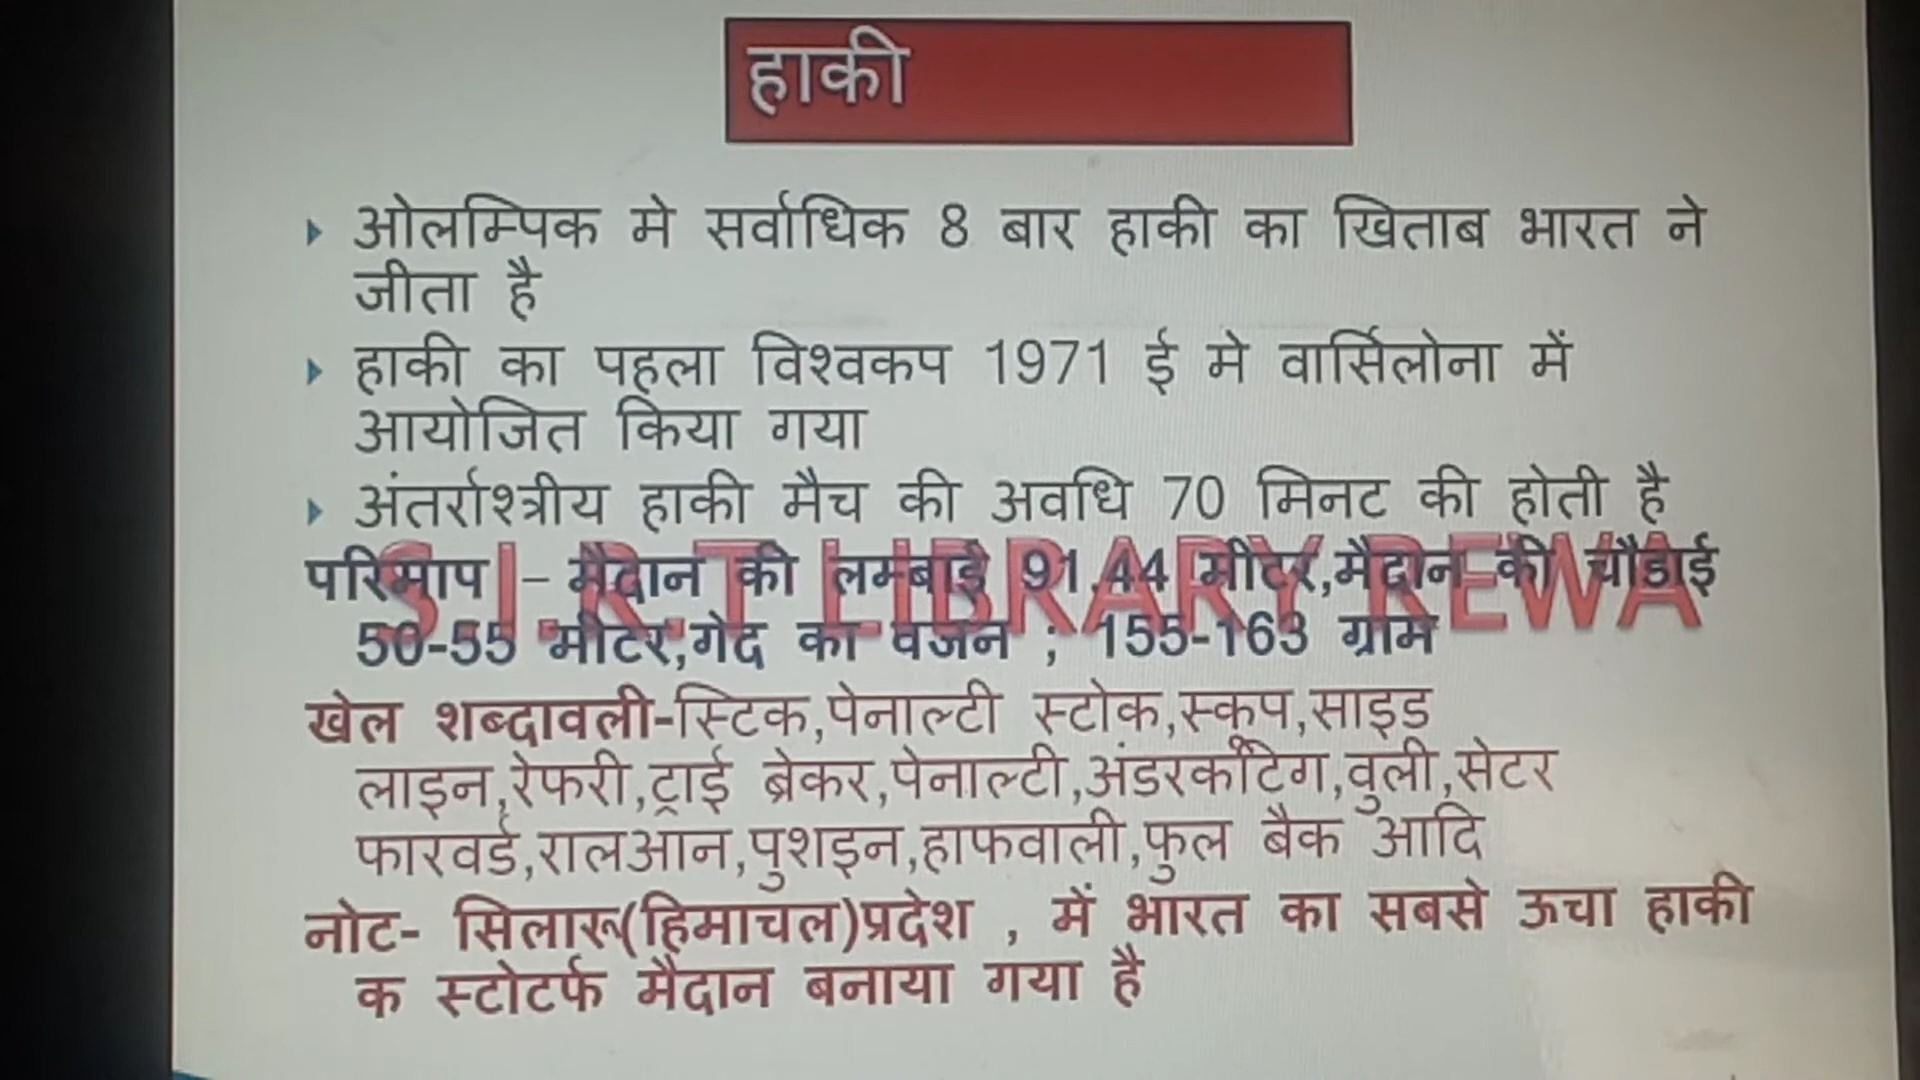 हाकी
ओलम्पिक मे सर्वाधिक 8 बार हाकी का खिताब भारत ने
जीता है
हाकी का पहला विश्वकप 1971 ई मे वार्सिलोना में
आयोजित किया गया
अंतर्राश्त्रीय हाकी मैच की अवधि 70 मिनट की होती है
परिमाप – मैदान की लम्बाई 91.44 मीटर,मैदान की चौडाई
S.I.R.T LIBRARY REWA
50-55 मीटर,गेद का वजन ; 155-163 ग्राम
खेल शब्दावली-स्टिक,पेनाल्टी स्टोक,स्कूप,साइड
लाइन,रेफरी,ट्राई ब्रेकर,पेनाल्टी,अंडरकटिंग,वुली,सेटर
फारवर्ड,रालआन,पुशइन,हाफवाली,फुल बैक आदि
नोट- सिलारू(हिमाचल)प्रदेश , में भारत का सबसे ऊचा हाकी
क स्टोटर्फ मैदान बनाया गया है